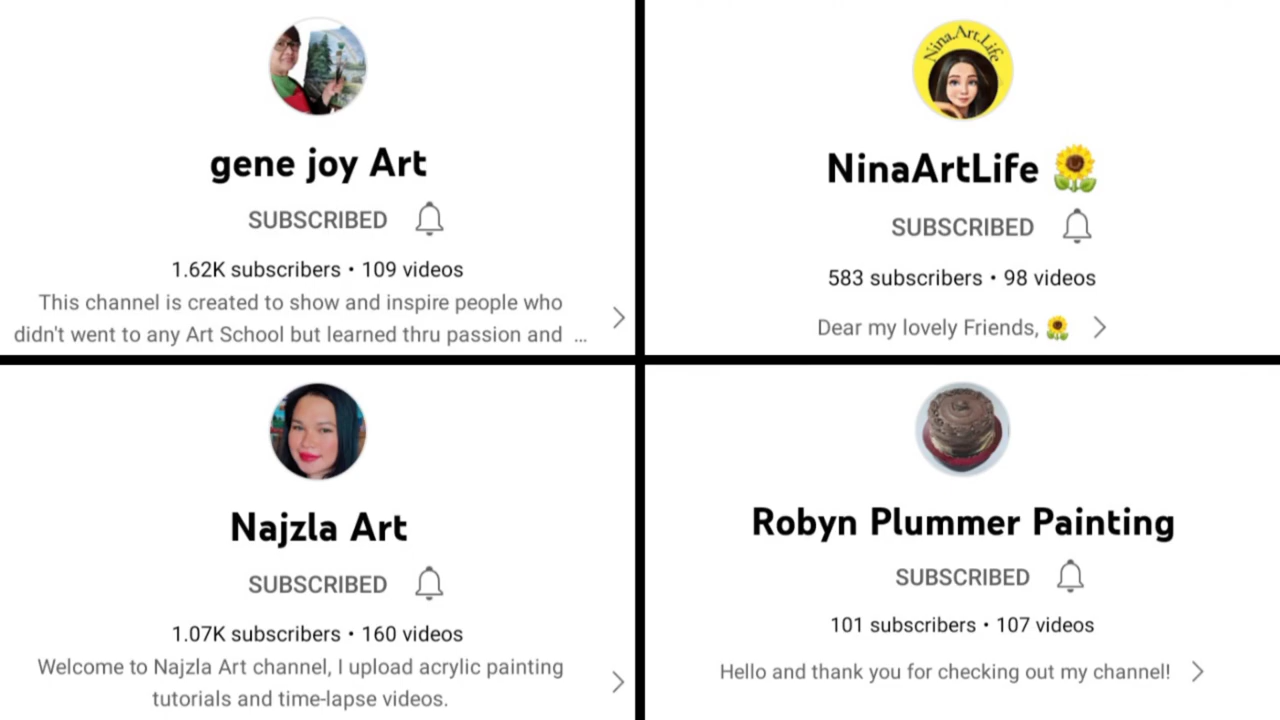 gene joy Art
SUBSCRIBED
1.62K subscribers • 109 videos
This channel is created to show and inspire people who
didn't went to any Art School but learned thru passion and ...
Nina.Art.Life
NinaArtLife 🌻
SUBSCRIBED
583 subscribers • 98 videos
Dear my lovely Friends, 🌻
Najzla Art
SUBSCRIBED
1.07K subscribers • 160 videos
Welcome to Najzla Art channel, I upload acrylic painting
tutorials and time-lapse videos.
Robyn Plummer Painting
SUBSCRIBED
101 subscribers • 107 videos
Hello and thank you for checking out my channel!